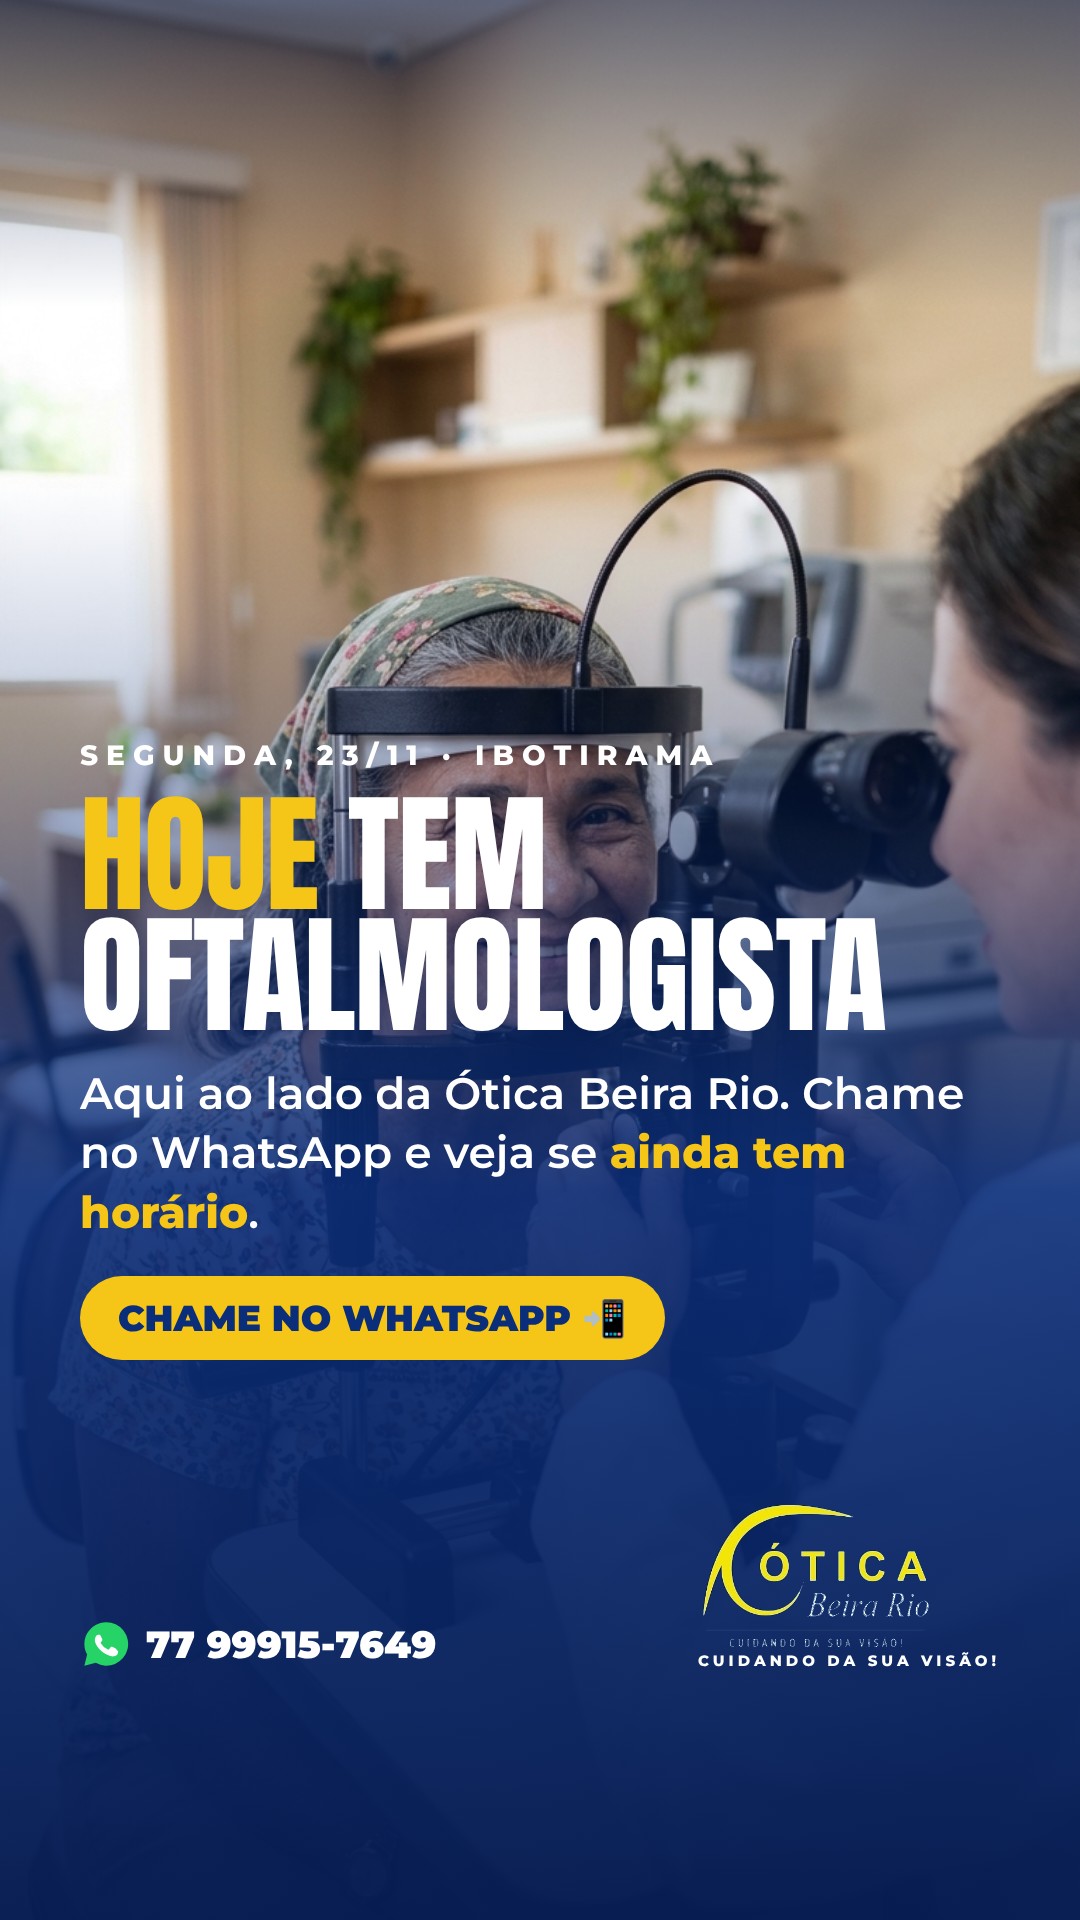 SEGUNDA, 23/11 • IBOTIRAMA
HOJE TEM
OFTALMOLOGISTA
Aqui ao lado da Ótica Beira Rio. Chame
no WhatsApp e veja se ainda tem
horário.
CHAME NO WHATSAPP 📲
ÓTICA
Beira Rio
CUIDANDO DA SUA VISÃO!
77 99915-7649
CUIDANDO DA SUA VISÃO!